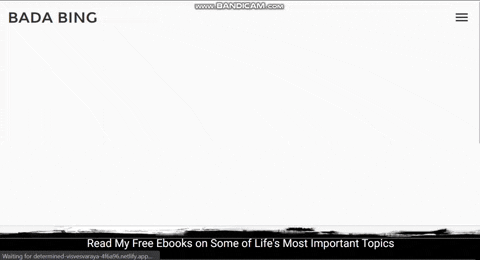 www.BANDICAM.com
BADA BING
Read My Free Ebooks on Some of Life's Most Important Topics
Waiting for determined-visvesvaraya-4f6a96.netlify.app...